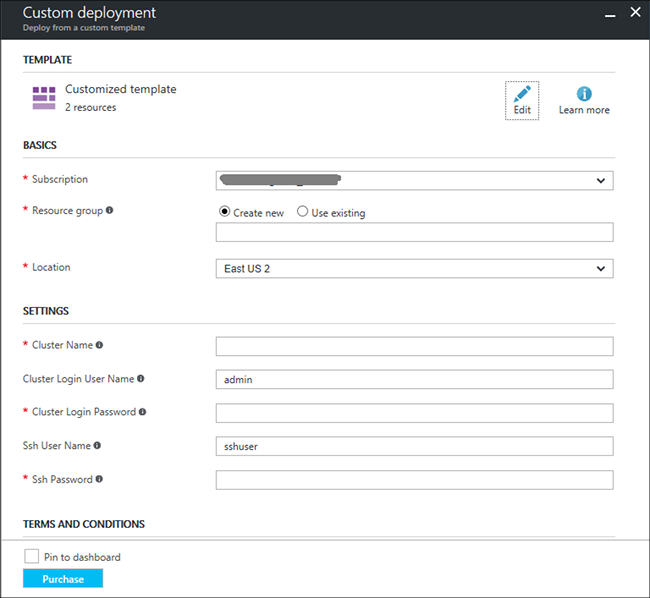 Custom deployment
Deploy from a custom template
TEMPLATE
Customized template
2 resources
Edit
Learn more
BASICS
* Subscription
* Resource group
Create new
Use existing
* Location
East US 2
SETTINGS
* Cluster Name
Cluster Login User Name
admin
* Cluster Login Password
Ssh User Name
sshuser
* Ssh Password
TERMS AND CONDITIONS
Pin to dashboard
Purchase